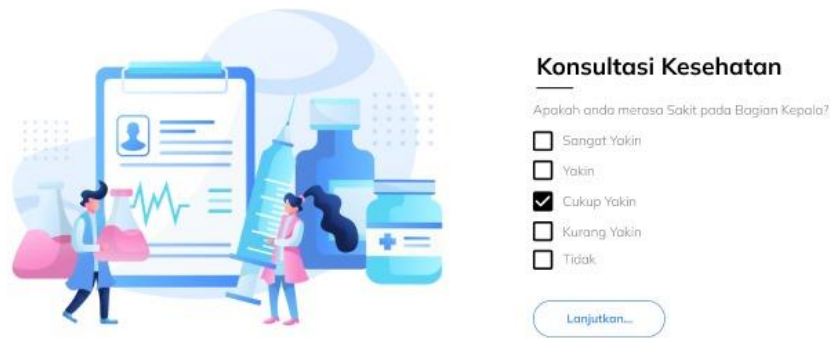 Konsultasi Kesehatan
Apakah anda merasa Sakit pada Bagian Kepala?
Sangat Yakin
Yakin
Cukup Yakin
Kurang Yakin
Tidak
Lanjutkan...